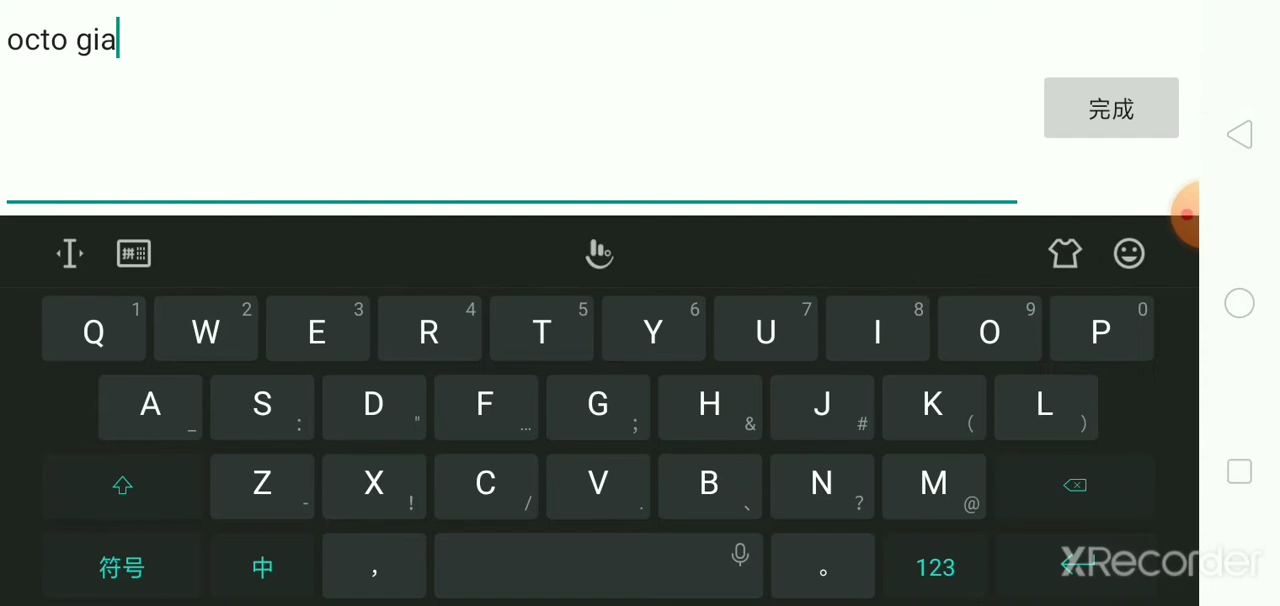 octo gia
完成
拼
1 2 3 4 5 6 7 8 9 0
Q W E R T Y U I O P
A S D F G H J K L
_ : " ... ; & # ( )
Z X C V B N M
- ! / . 、 ? @
符号 中 , 。 123
XRecorder